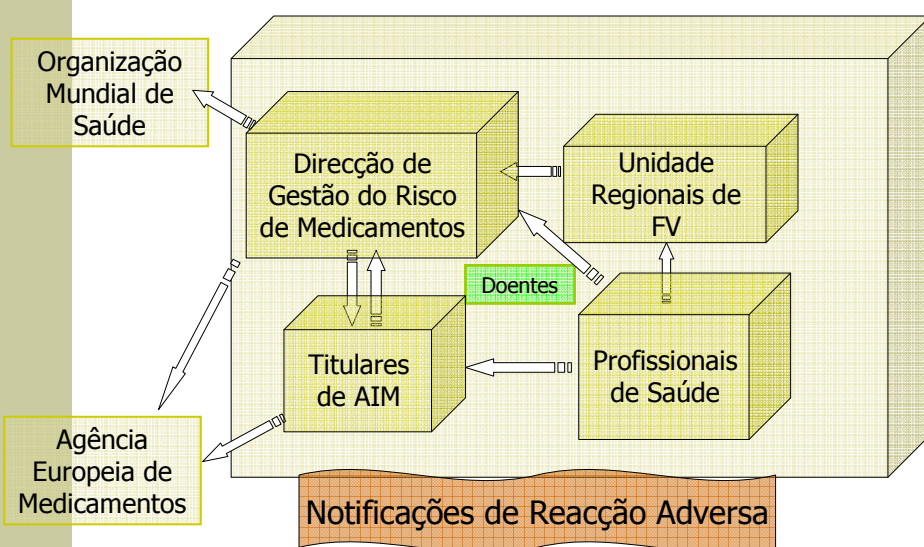 Organização
Mundial de
Saúde
Direcção de
Gestão do Risco
de Medicamentos
Unidade
Regionais de
FV
Doentes
Titulares
de AIM
Profissionais
de Saúde
Agência
Europeia de
Medicamentos
Notificações de Reacção Adversa